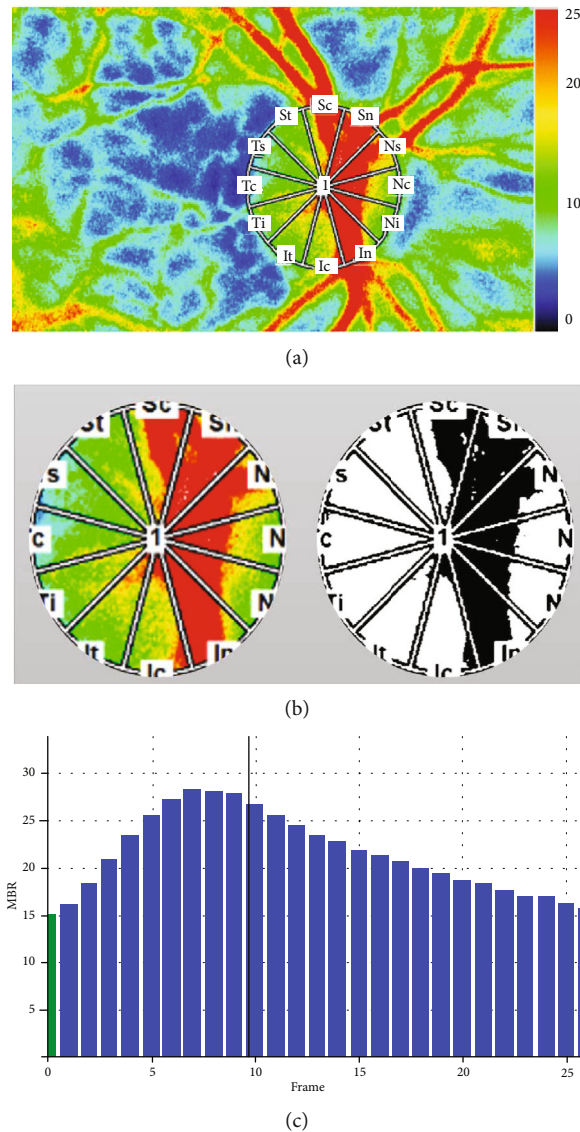 25
20
10
0
Sc
St
Sn
Ts
Ns
Tc
1
Nc
Ti
Ni
It
In
Ic
(a)
Sc Sc
St Sn St Sn
s N s N
c 1 N c 1 N
Ti N Ti N
It In It In
Ic Ic
(b)
30
25
20
15
10
5
MBR
0 5 10 15 20 25
Frame
(c)